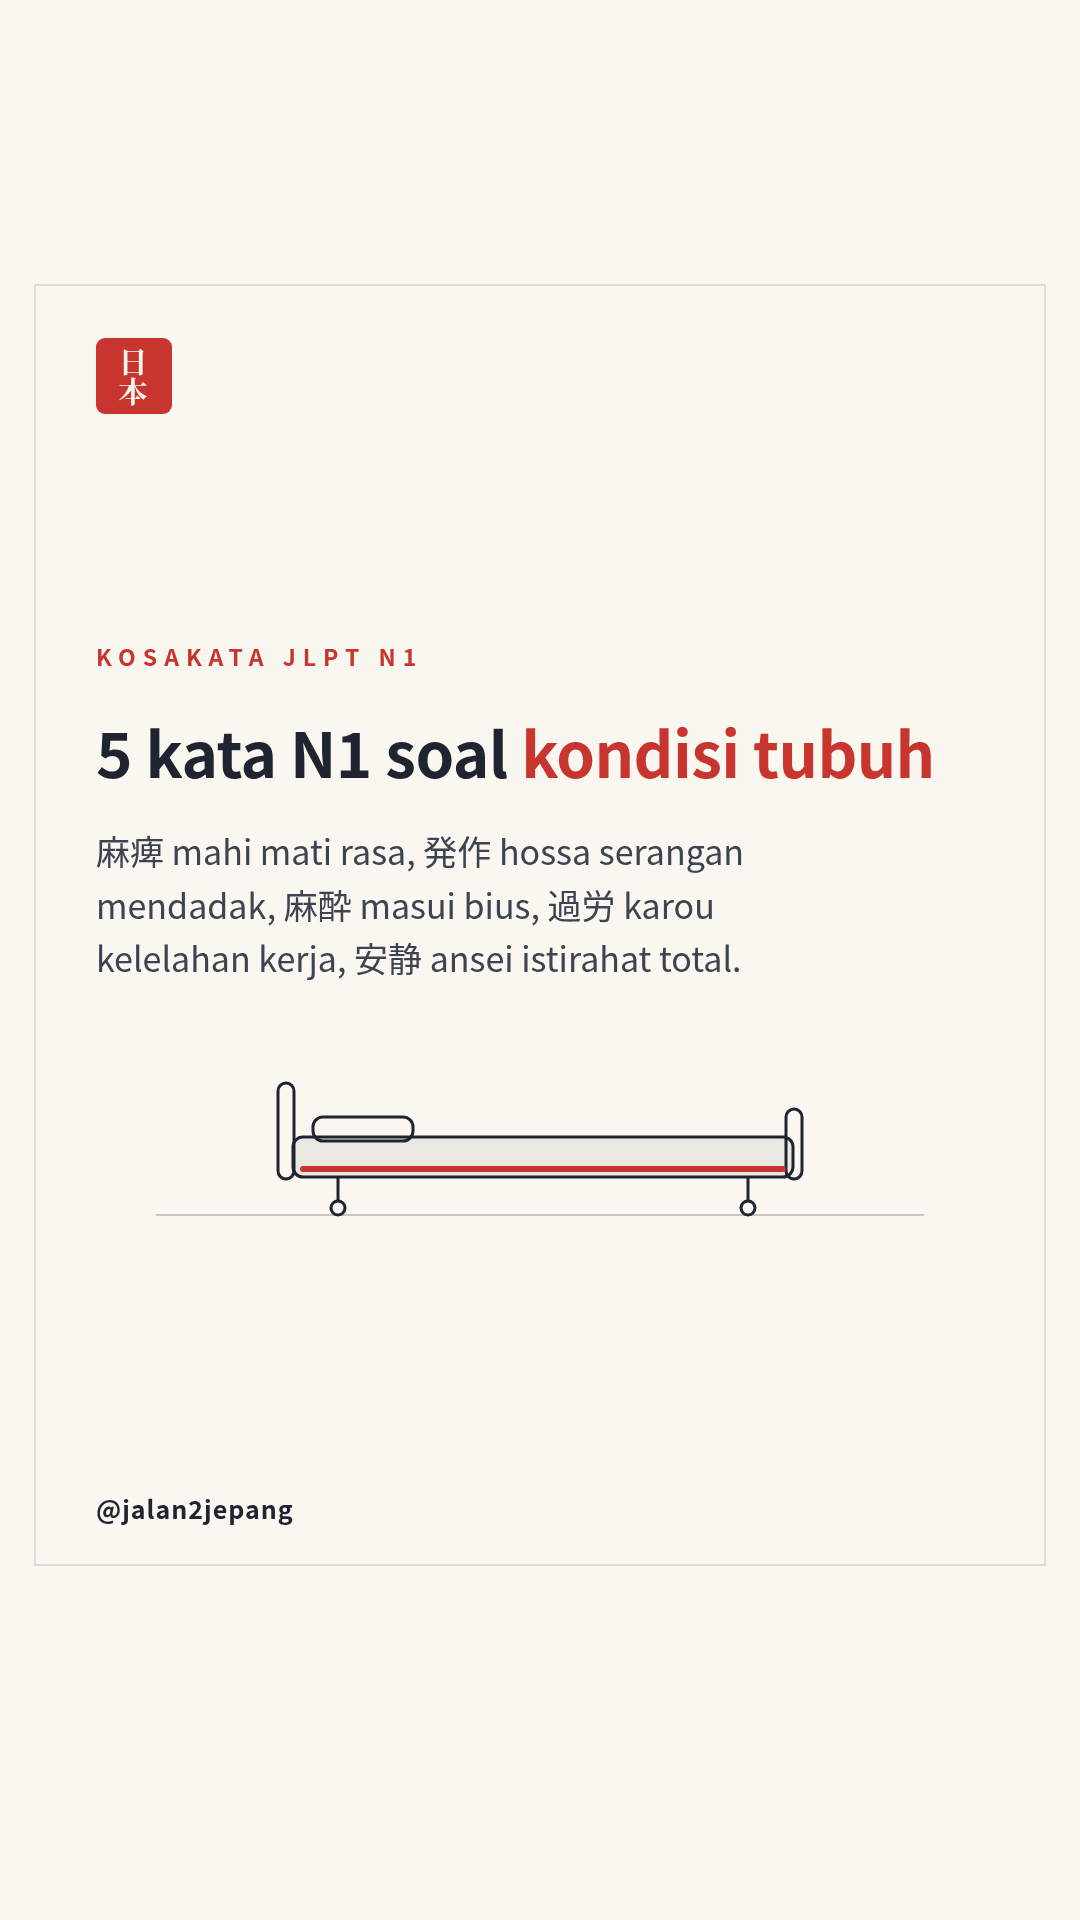 日
本
KOSAKATA JLPT N1
5 kata N1 soal kondisi tubuh
麻痺 mahi mati rasa, 発作 hossa serangan
mendadak, 麻酔 masui bius, 過労 karou
kelelahan kerja, 安静 ansei istirahat total.
@jalan2jepang